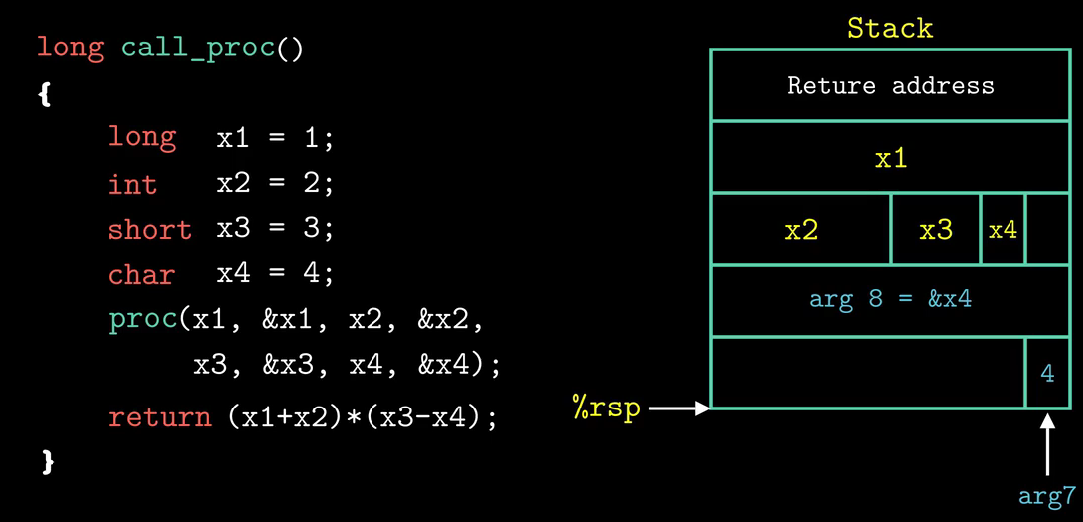 long call_proc()
{
long x1 = 1;
int x2 = 2;
short x3 = 3;
char x4 = 4;
proc(x1, &x1, x2, &x2,
x3, &x3, x4, &x4);
return (x1+x2)*(x3-x4);
}
Stack
Reture address
x1
x2 x3 x4
arg 8 = &x4
4
%rsp
arg7